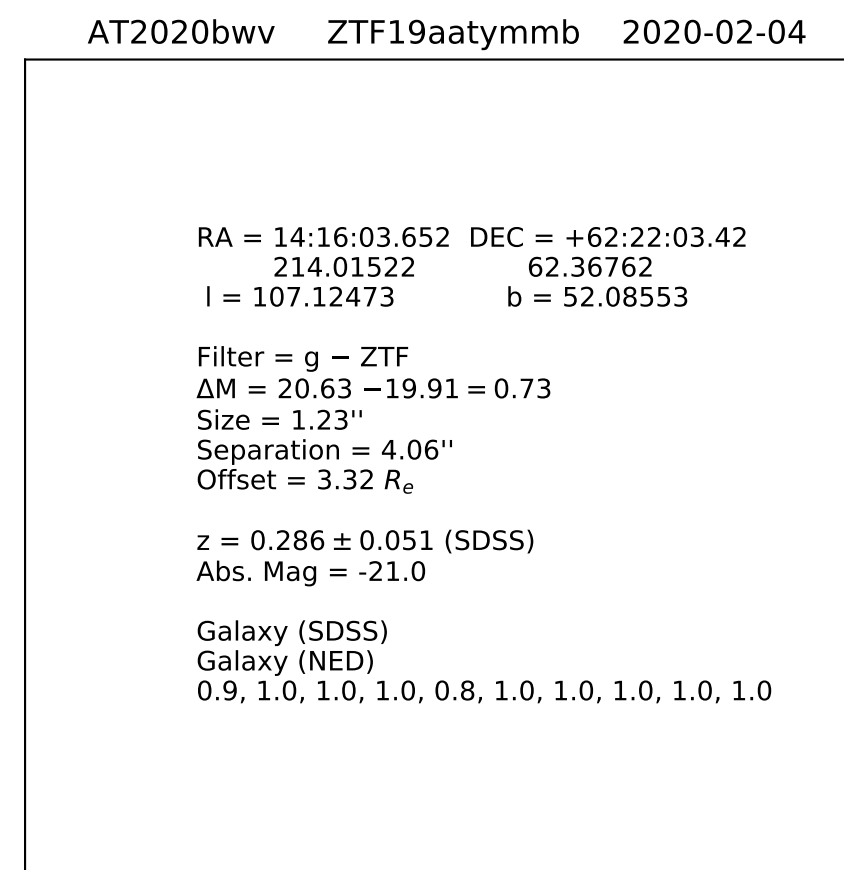 AT2020bwv ZTF19aatymmb 2020-02-04
RA = 14:16:03.652 DEC = +62:22:03.42
214.01522 62.36762
l = 107.12473 b = 52.08553
Filter = g − ZTF
ΔM = 20.63 −19.91 = 0.73
Size = 1.23''
Separation = 4.06''
Offset = 3.32 Re
z = 0.286 ± 0.051 (SDSS)
Abs. Mag = -21.0
Galaxy (SDSS)
Galaxy (NED)
0.9, 1.0, 1.0, 1.0, 0.8, 1.0, 1.0, 1.0, 1.0, 1.0